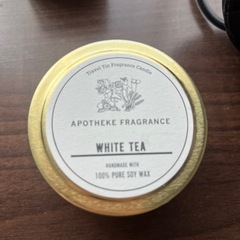 Travel Tin Fragrance Candle
APOTHEKE FRAGRANCE
WHITE TEA
HANDMADE WITH
100% PURE SOY WAX